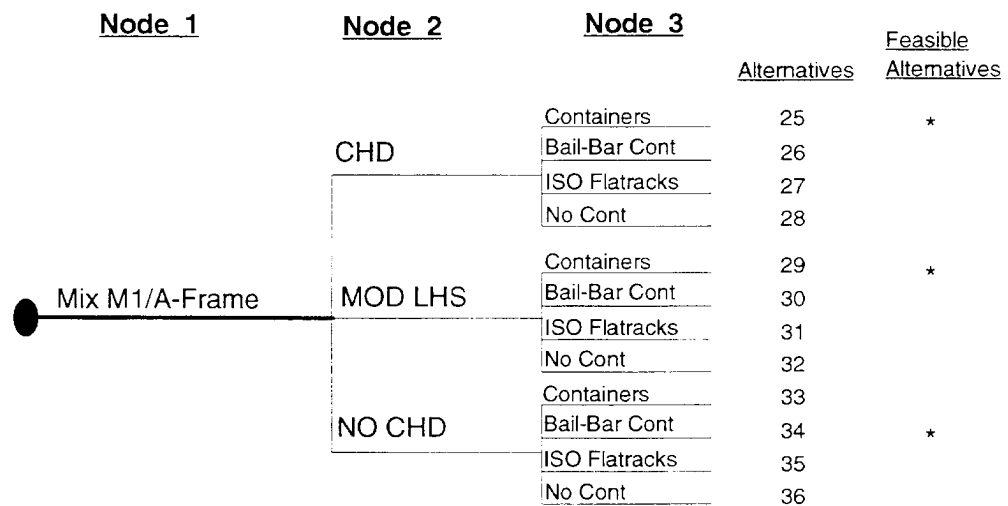 Node 1 Node 2 Node 3
Feasible
Alternatives Alternatives
Containers 25 *
CHD
Bail-Bar Cont 26
ISO Flatracks 27
No Cont 28
Containers 29 *
Mix M1/A-Frame MOD LHS Bail-Bar Cont 30
ISO Flatracks 31
No Cont 32
Containers 33
NO CHD Bail-Bar Cont 34 *
ISO Flatracks 35
No Cont 36